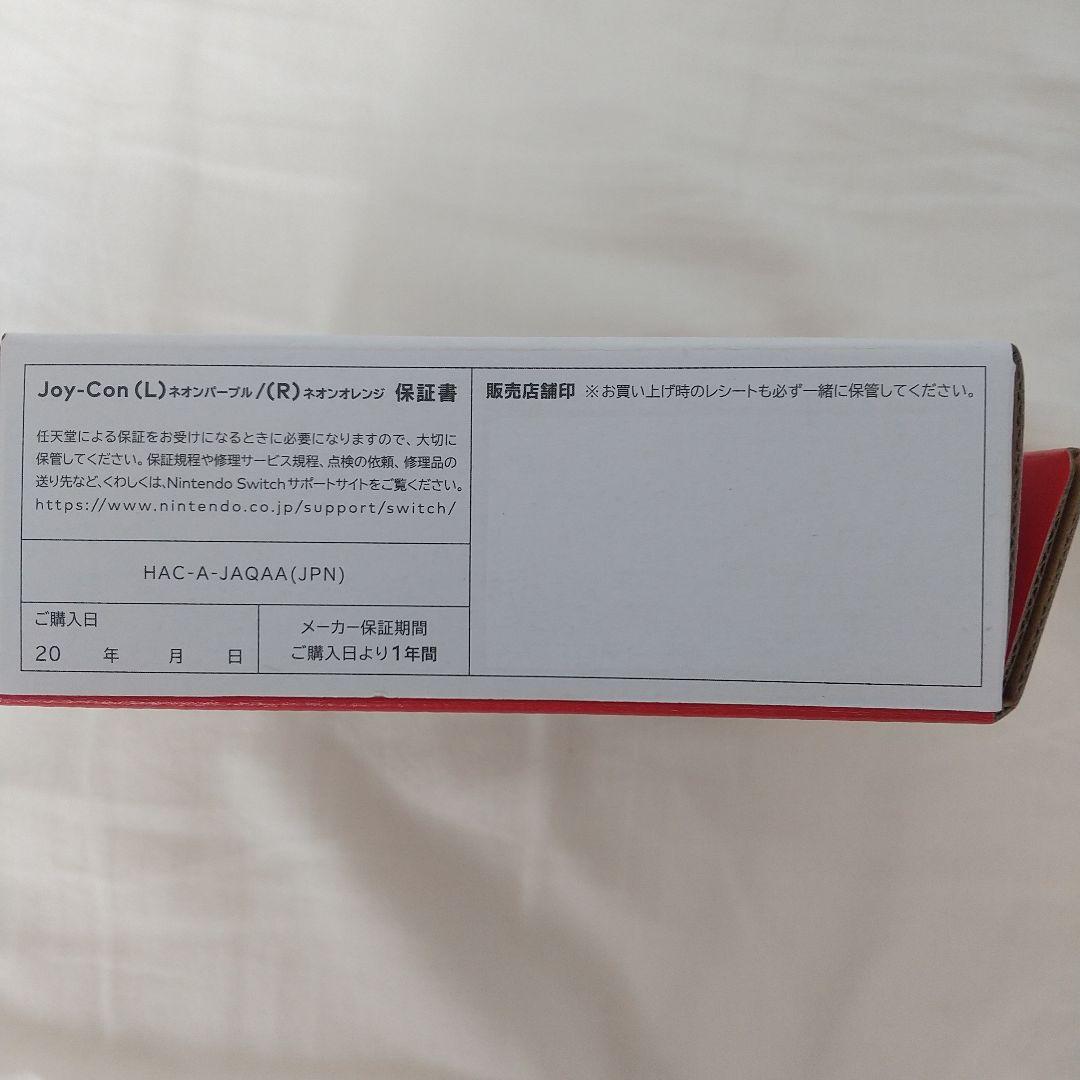 Joy-Con (L) ネオンパープル / (R) ネオンオレンジ 保証書
任天堂による保証をお受けになるときに必要になりますので、大切に
保管してください。保証規程や修理サービス規程、点検の依頼、修理品の
送り先など、くわしくは、Nintendo Switchサポートサイトをご覧ください。
https://www.nintendo.co.jp/support/switch/
HAC-A-JAQAA(JPN)
ご購入日
20 年 月 日
メーカー保証期間
ご購入日より1年間
販売店舗印 ※お買い上げ時のレシートも必ず一緒に保管してください。